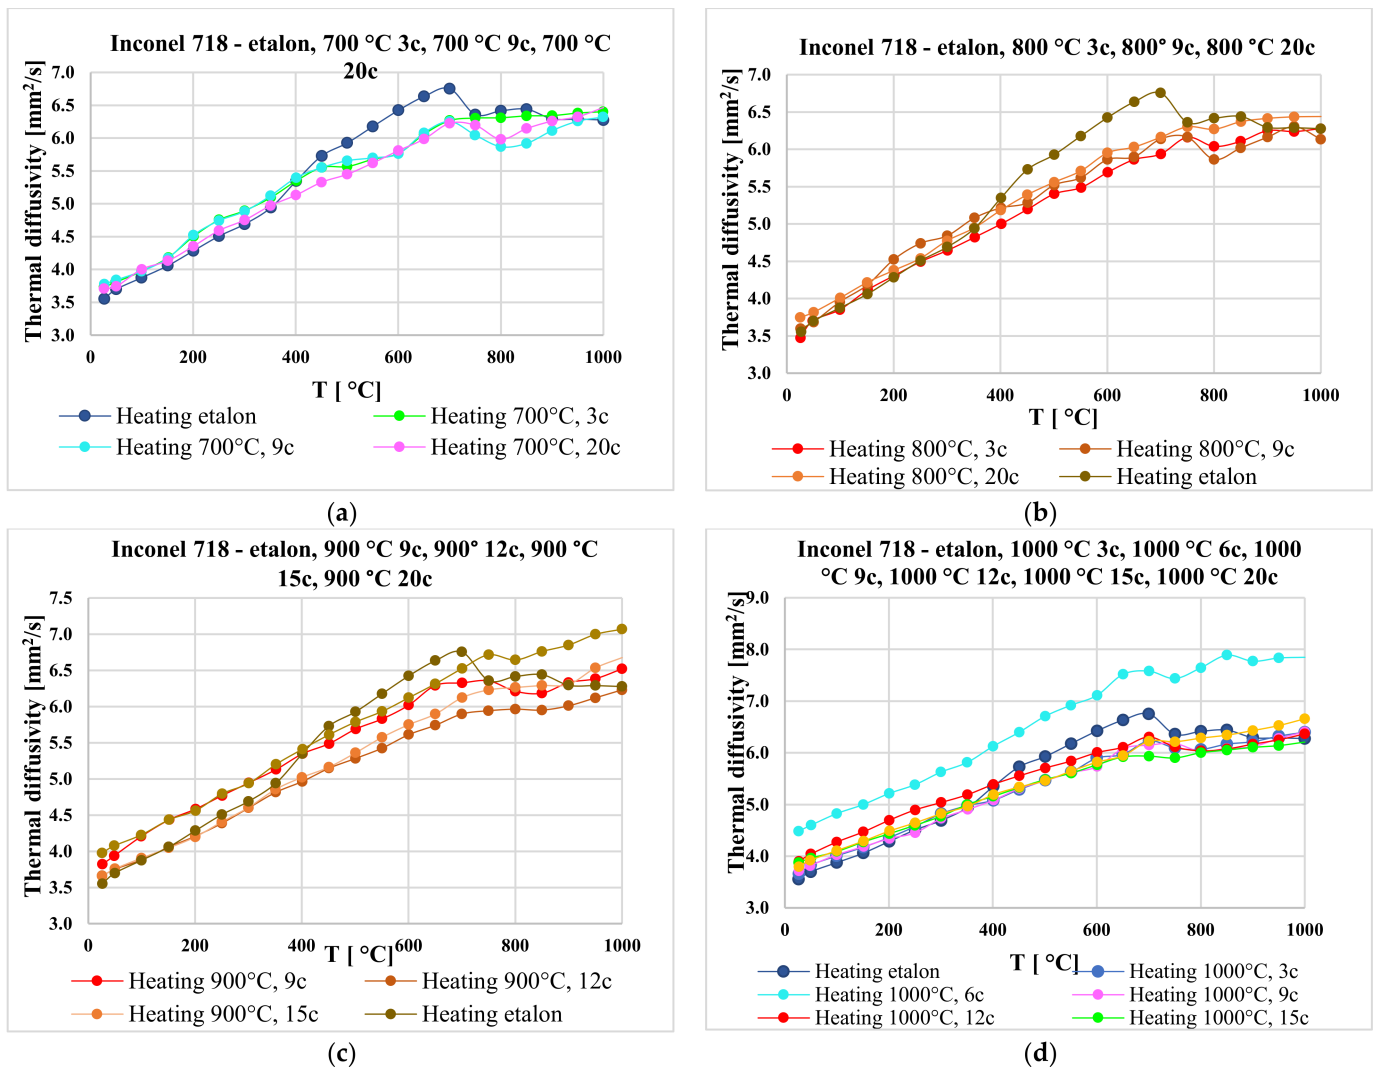 Inconel 718 - etalon, 700 °C 3c, 700 °C 9c, 700 °C
20c
Thermal diffusivity [mm²/s]
7.0
6.5
6.0
5.5
5.0
4.5
4.0
3.5
3.0
0 200 400 600 800 1000
T [ °C]
Heating etalon Heating 700°C, 3c
Heating 700°C, 9c Heating 700°C, 20c
(a)
Inconel 718 - etalon, 800 °C 3c, 800° 9c, 800 °C 20c
Thermal diffusivity [mm²/s]
7.0
6.5
6.0
5.5
5.0
4.5
4.0
3.5
3.0
0 200 400 600 800 1000
T [ °C]
Heating 800°C, 3c Heating 800°C, 9c
Heating 800°C, 20c Heating etalon
(b)
Inconel 718 - etalon, 900 °C 9c, 900° 12c, 900 °C
15c, 900 °C 20c
Thermal diffusivity [mm²/s]
7.5
7.0
6.5
6.0
5.5
5.0
4.5
4.0
3.5
3.0
0 200 400 600 800 1000
T [ °C]
Heating 900°C, 9c Heating 900°C, 12c
Heating 900°C, 15c Heating etalon
(c)
Inconel 718 - etalon, 1000 °C 3c, 1000 °C 6c, 1000
°C 9c, 1000 °C 12c, 1000 °C 15c, 1000 °C 20c
Thermal diffusivity [mm²/s]
9.0
8.0
7.0
6.0
5.0
4.0
3.0
0 200 400 600 800 1000
T [ °C]
Heating etalon Heating 1000°C, 3c
Heating 1000°C, 6c Heating 1000°C, 9c
Heating 1000°C, 12c Heating 1000°C, 15c
(d)